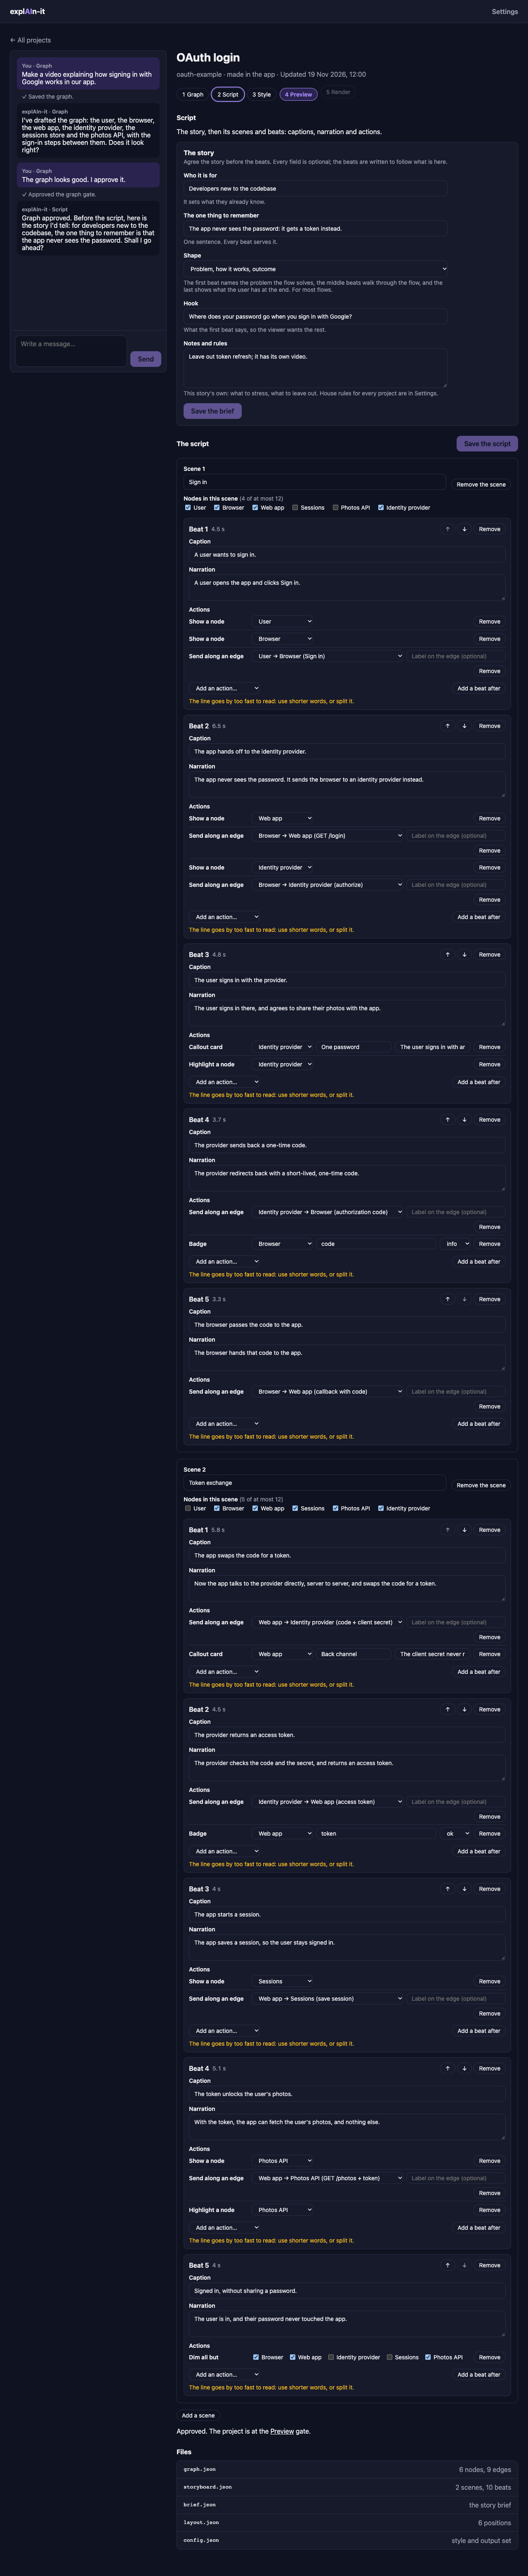 explAIn-it
Settings
← All projects
You · Graph
Make a video explaining how signing in with
Google works in our app.
✓ Saved the graph.
explAIn-it · Graph
I've drafted the graph: the user, the browser,
the web app, the identity provider, the
sessions store and the photos API, with the
sign-in steps between them. Does it look
right?
You · Graph
The graph looks good. I approve it.
✓ Approved the graph gate.
explAIn-it · Script
Graph approved. Before the script, here is
the story I'd tell: for developers new to the
codebase, the one thing to remember is that
the app never sees the password. Shall I go
ahead?
Write a message...
Send
OAuth login
oauth-example · made in the app · Updated 19 Nov 2026, 12:00
1 Graph
2 Script
3 Style
4 Preview
5 Render
Script
The story, then its scenes and beats: captions, narration and actions.
The story
Agree the story before the beats. Every field is optional; the beats are written to follow what is here.
Who it is for
Developers new to the codebase
It sets what they already know.
The one thing to remember
The app never sees the password: it gets a token instead.
One sentence. Every beat serves it.
Shape
Problem, how it works, outcome
The first beat names the problem the flow solves, the middle beats walk through the flow, and the
last shows what the user has at the end. For most flows.
Hook
Where does your password go when you sign in with Google?
What the first beat says, so the viewer wants the rest.
Notes and rules
Leave out token refresh; it has its own video.
This story's own: what to stress, what to leave out. House rules for every project are in Settings.
Save the brief
The script
Save the script
Scene 1
Sign in
Remove the scene
Nodes in this scene (4 of at most 12)
User Browser Web app Sessions Photos API Identity provider
Beat 1 4.5 s ↑ ↓ Remove
Caption
A user wants to sign in.
Narration
A user opens the app and clicks Sign in.
Actions
Show a node User Remove
Show a node Browser Remove
Send along an edge User → Browser (Sign in) Label on the edge (optional)
Remove
Add an action... Add a beat after
The line goes by too fast to read: use shorter words, or split it.
Beat 2 6.5 s ↑ ↓ Remove
Caption
The app hands off to the identity provider.
Narration
The app never sees the password. It sends the browser to an identity provider instead.
Actions
Show a node Web app Remove
Send along an edge Browser → Web app (GET /login) Label on the edge (optional)
Remove
Show a node Identity provider Remove
Send along an edge Browser → Identity provider (authorize) Label on the edge (optional)
Remove
Add an action... Add a beat after
The line goes by too fast to read: use shorter words, or split it.
Beat 3 4.8 s ↑ ↓ Remove
Caption
The user signs in with the provider.
Narration
The user signs in there, and agrees to share their photos with the app.
Actions
Callout card Identity provider One password The user signs in with ar Remove
Highlight a node Identity provider Remove
Add an action... Add a beat after
The line goes by too fast to read: use shorter words, or split it.
Beat 4 3.7 s ↑ ↓ Remove
Caption
The provider sends back a one-time code.
Narration
The provider redirects back with a short-lived, one-time code.
Actions
Send along an edge Identity provider → Browser (authorization code) Label on the edge (optional)
Remove
Badge Browser code info Remove
Add an action... Add a beat after
The line goes by too fast to read: use shorter words, or split it.
Beat 5 3.3 s ↑ ↓ Remove
Caption
The browser passes the code to the app.
Narration
The browser hands that code to the app.
Actions
Send along an edge Browser → Web app (callback with code) Label on the edge (optional)
Remove
Add an action... Add a beat after
The line goes by too fast to read: use shorter words, or split it.
Scene 2
Token exchange
Remove the scene
Nodes in this scene (5 of at most 12)
User Browser Web app Sessions Photos API Identity provider
Beat 1 5.8 s ↑ ↓ Remove
Caption
The app swaps the code for a token.
Narration
Now the app talks to the provider directly, server to server, and swaps the code for a token.
Actions
Send along an edge Web app → Identity provider (code + client secret) Label on the edge (optional)
Remove
Callout card Web app Back channel The client secret never r Remove
Add an action... Add a beat after
The line goes by too fast to read: use shorter words, or split it.
Beat 2 4.5 s ↑ ↓ Remove
Caption
The provider returns an access token.
Narration
The provider checks the code and the secret, and returns an access token.
Actions
Send along an edge Identity provider → Web app (access token) Label on the edge (optional)
Remove
Badge Web app token ok Remove
Add an action... Add a beat after
The line goes by too fast to read: use shorter words, or split it.
Beat 3 4 s ↑ ↓ Remove
Caption
The app starts a session.
Narration
The app saves a session, so the user stays signed in.
Actions
Show a node Sessions Remove
Send along an edge Web app → Sessions (save session) Label on the edge (optional)
Remove
Add an action... Add a beat after
The line goes by too fast to read: use shorter words, or split it.
Beat 4 5.1 s ↑ ↓ Remove
Caption
The token unlocks the user's photos.
Narration
With the token, the app can fetch the user's photos, and nothing else.
Actions
Show a node Photos API Remove
Send along an edge Web app → Photos API (GET /photos + token) Label on the edge (optional)
Remove
Highlight a node Photos API Remove
Add an action... Add a beat after
The line goes by too fast to read: use shorter words, or split it.
Beat 5 4 s ↑ ↓ Remove
Caption
Signed in, without sharing a password.
Narration
The user is in, and their password never touched the app.
Actions
Dim all but Browser Web app Identity provider Sessions Photos API Remove
Add an action... Add a beat after
The line goes by too fast to read: use shorter words, or split it.
Add a scene
Approved. The project is at the Preview gate.
Files
graph.json 6 nodes, 9 edges
storyboard.json 2 scenes, 10 beats
brief.json the story brief
layout.json 6 positions
config.json style and output set